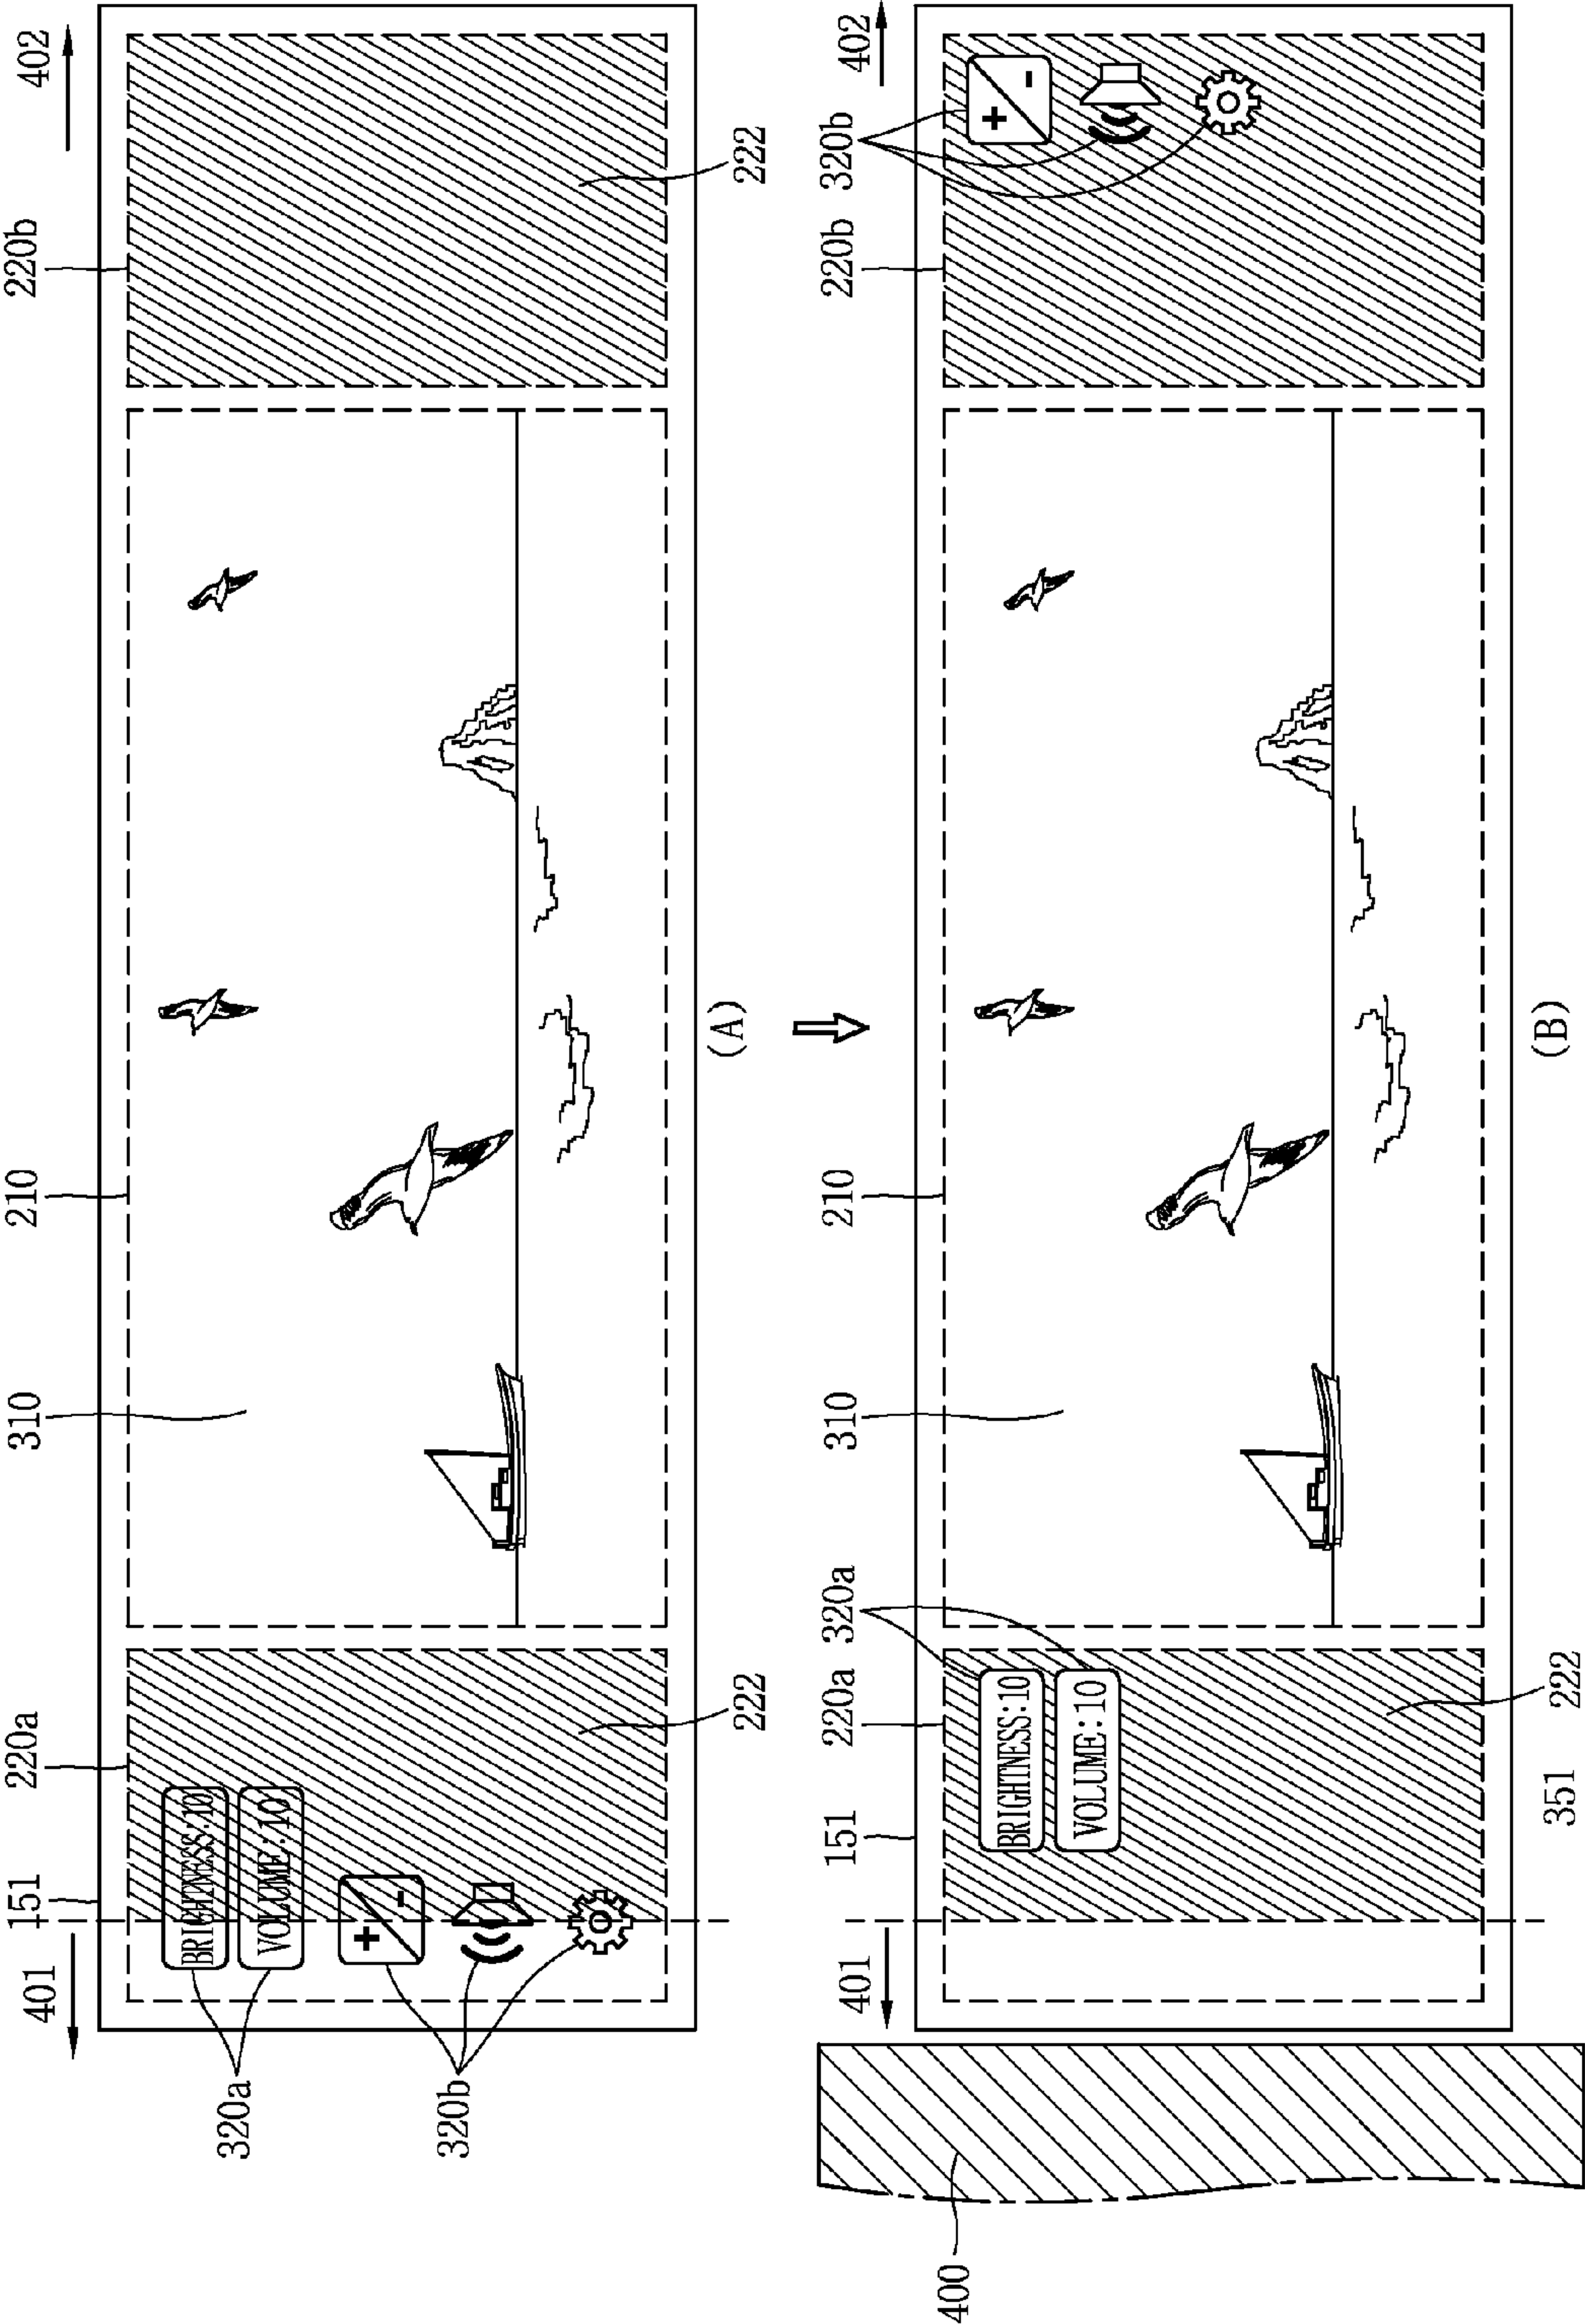 401 151 220a 310 210 220b 402
320a
BRIGHTNESS:10
VOLUME:10
320b
+ -
222 222
(A)
401 151 220a 320a 310 210 220b 320b 402
BRIGHTNESS:10
VOLUME:10
+ -
400
351 222
(B)